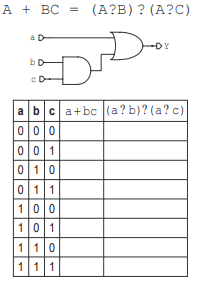 A + BC = (A?B)?(A?C)
a
Y
b
c
a b c a+bc (a?b)?(a?c)
0 0 0
0 0 1
0 1 0
0 1 1
1 0 0
1 0 1
1 1 0
1 1 1